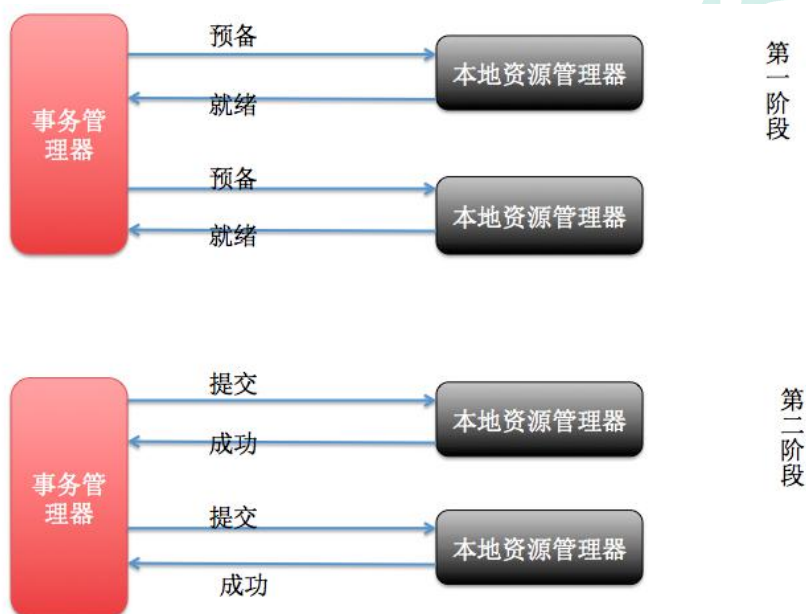 预备
本地资源管理器
就绪
事务管
理器
预备
本地资源管理器
就绪
第一阶段
提交
本地资源管理器
成功
事务管
理器
提交
本地资源管理器
成功
第二阶段